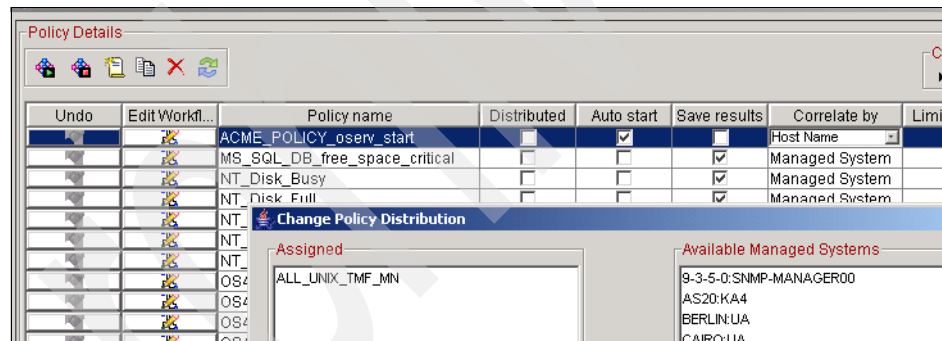 Policy Details
C
Undo Edit Workfl... Policy name Distributed Auto start Save results Correlate by Limi
ACME_POLICY_oserv_start Host Name
MS_SQL_DB_free_space_critical Managed System
NT_Disk_Busy Managed System
NT_Disk_Full Managed System
NT_ Change Policy Distribution
NT_
NT_ Assigned Available Managed Systems
OS4 ALL_UNIX_TMF_MN 9-3-5-0:SNMP-MANAGER00
OS4 AS20:KA4
OS4 BERLIN:UA
CAIRO:UA